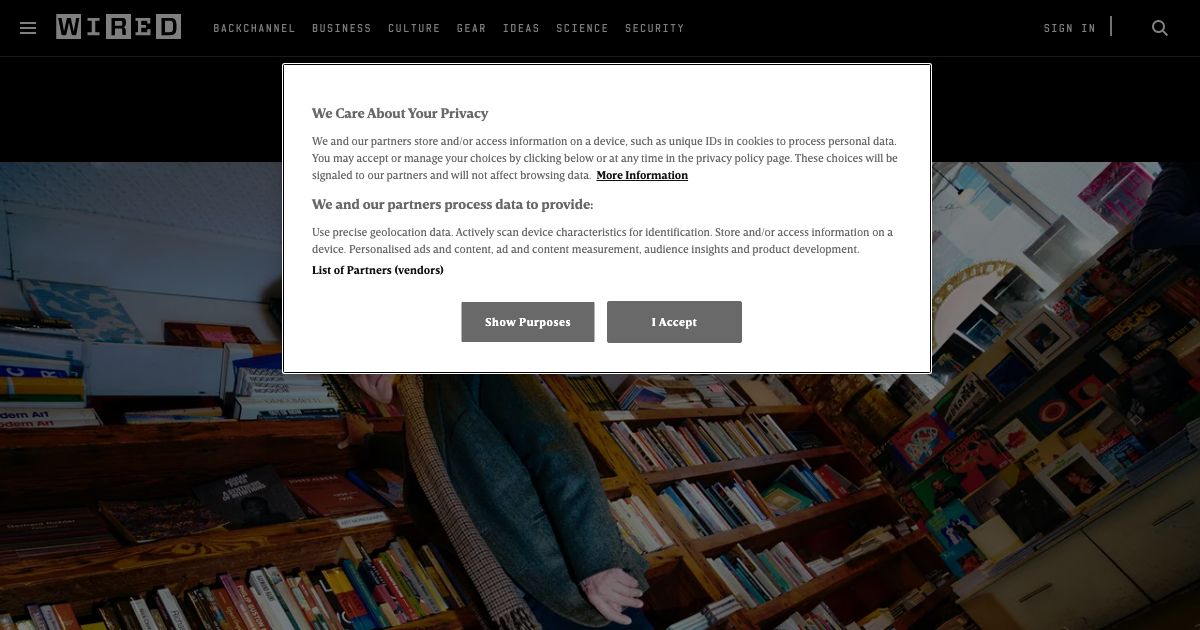 WIRED
BACKCHANNEL BUSINESS CULTURE GEAR IDEAS SCIENCE SECURITY
SIGN IN
We Care About Your Privacy
We and our partners store and/or access information on a device, such as unique IDs in cookies to process personal data.
You may accept or manage your choices by clicking below or at any time in the privacy policy page. These choices will be
signaled to our partners and will not affect browsing data. More Information
We and our partners process data to provide:
Use precise geolocation data. Actively scan device characteristics for identification. Store and/or access information on a
device. Personalised ads and content, ad and content measurement, audience insights and product development.
List of Partners (vendors)
Show Purposes
I Accept
GIACOMETTI
Modern Art